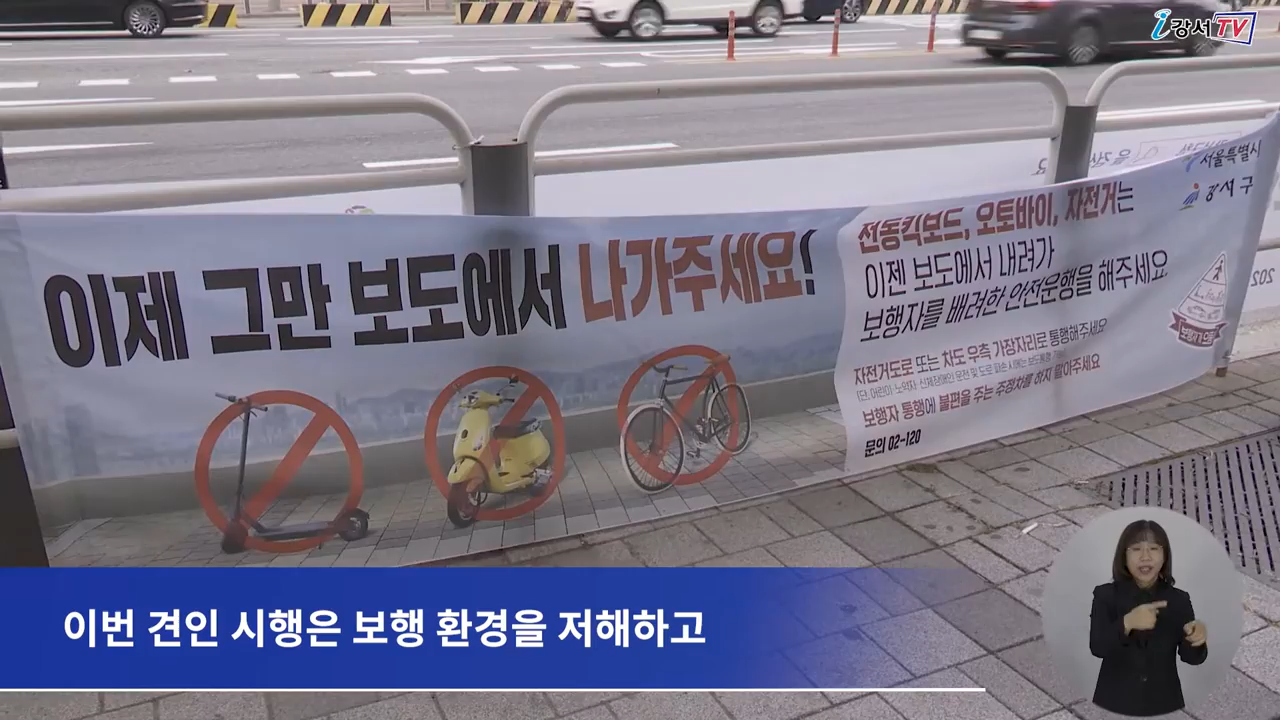 i강서TV
서울특별시
강서구
이제 그만 보도에서 나가주세요!
전동킥보드, 오토바이, 자전거는
이젠 보도에서 내려가
보행자를 배려한 안전운행을 해주세요
자전거도로 또는 차도 우측 가장자리로 통행해주세요
보행자 통행에 불편을 주는 주정차를 하지 말아주세요
문의 02-120
이번 견인 시행은 보행 환경을 저해하고